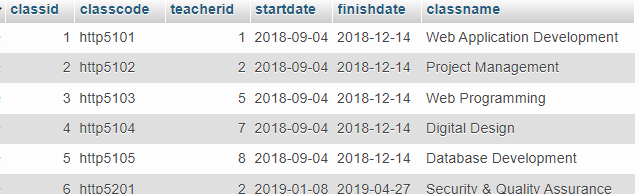 classid classcode teacherid startdate finishdate classname
1 http5101 1 2018-09-04 2018-12-14 Web Application Development
2 http5102 2 2018-09-04 2018-12-14 Project Management
3 http5103 5 2018-09-04 2018-12-14 Web Programming
4 http5104 7 2018-09-04 2018-12-14 Digital Design
5 http5105 8 2018-09-04 2018-12-14 Database Development
6 http5201 2 2019-01-08 2019-04-27 Security & Quality Assurance